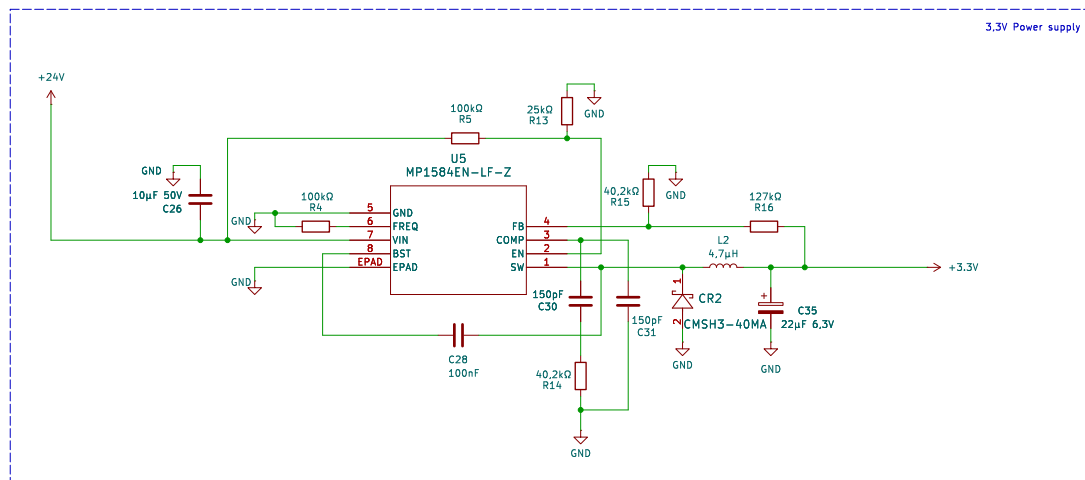 3,3V Power supply
+24V
100kΩ
R5
25kΩ
R13
GND
U5
MP1584EN-LF-Z
GND
10µF 50V
C26
100kΩ
R4
GND
GND
5
6
7
8
EPAD
GND
FREQ
VIN
BST
EPAD
FB
COMP
EN
SW
4
3
2
1
40,2kΩ
R15
GND
127kΩ
R16
L2
4,7µH
+3.3V
150pF
C30
150pF
C31
1
2
CR2
CMSH3-40MA
GND
+
C35
22µF 6,3V
GND
C28
100nF
40,2kΩ
R14
GND